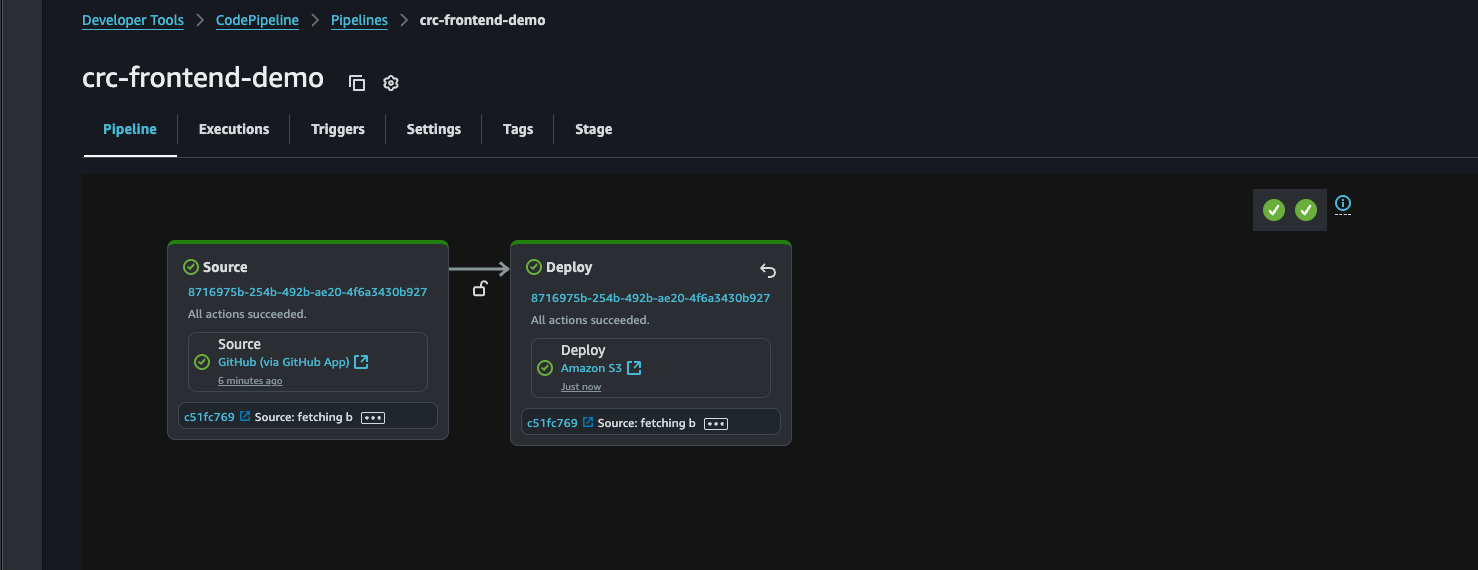 Developer Tools > CodePipeline > Pipelines > crc-frontend-demo
crc-frontend-demo
Pipeline Executions Triggers Settings Tags Stage
Source
8716975b-254b-492b-ae20-4f6a3430b927
All actions succeeded.
Source
GitHub (via GitHub App)
6 minutes ago
c51fc769 Source: fetching b
Deploy
8716975b-254b-492b-ae20-4f6a3430b927
All actions succeeded.
Deploy
Amazon S3
Just now
c51fc769 Source: fetching b